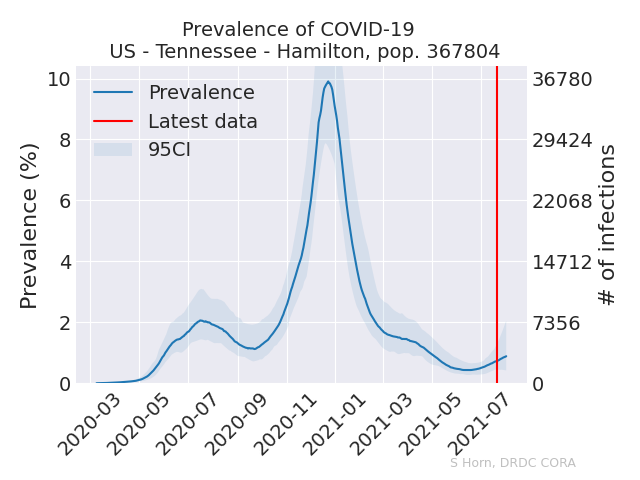 Prevalence of COVID-19
US - Tennessee - Hamilton, pop. 367804
Prevalence
Latest data
95CI
Prevalence (%)
10
8
6
4
2
0
36780
29424
22068
14712
7356
0
# of infections
2020-03
2020-05
2020-07
2020-09
2020-11
2021-01
2021-03
2021-05
2021-07
S Horn, DRDC CORA